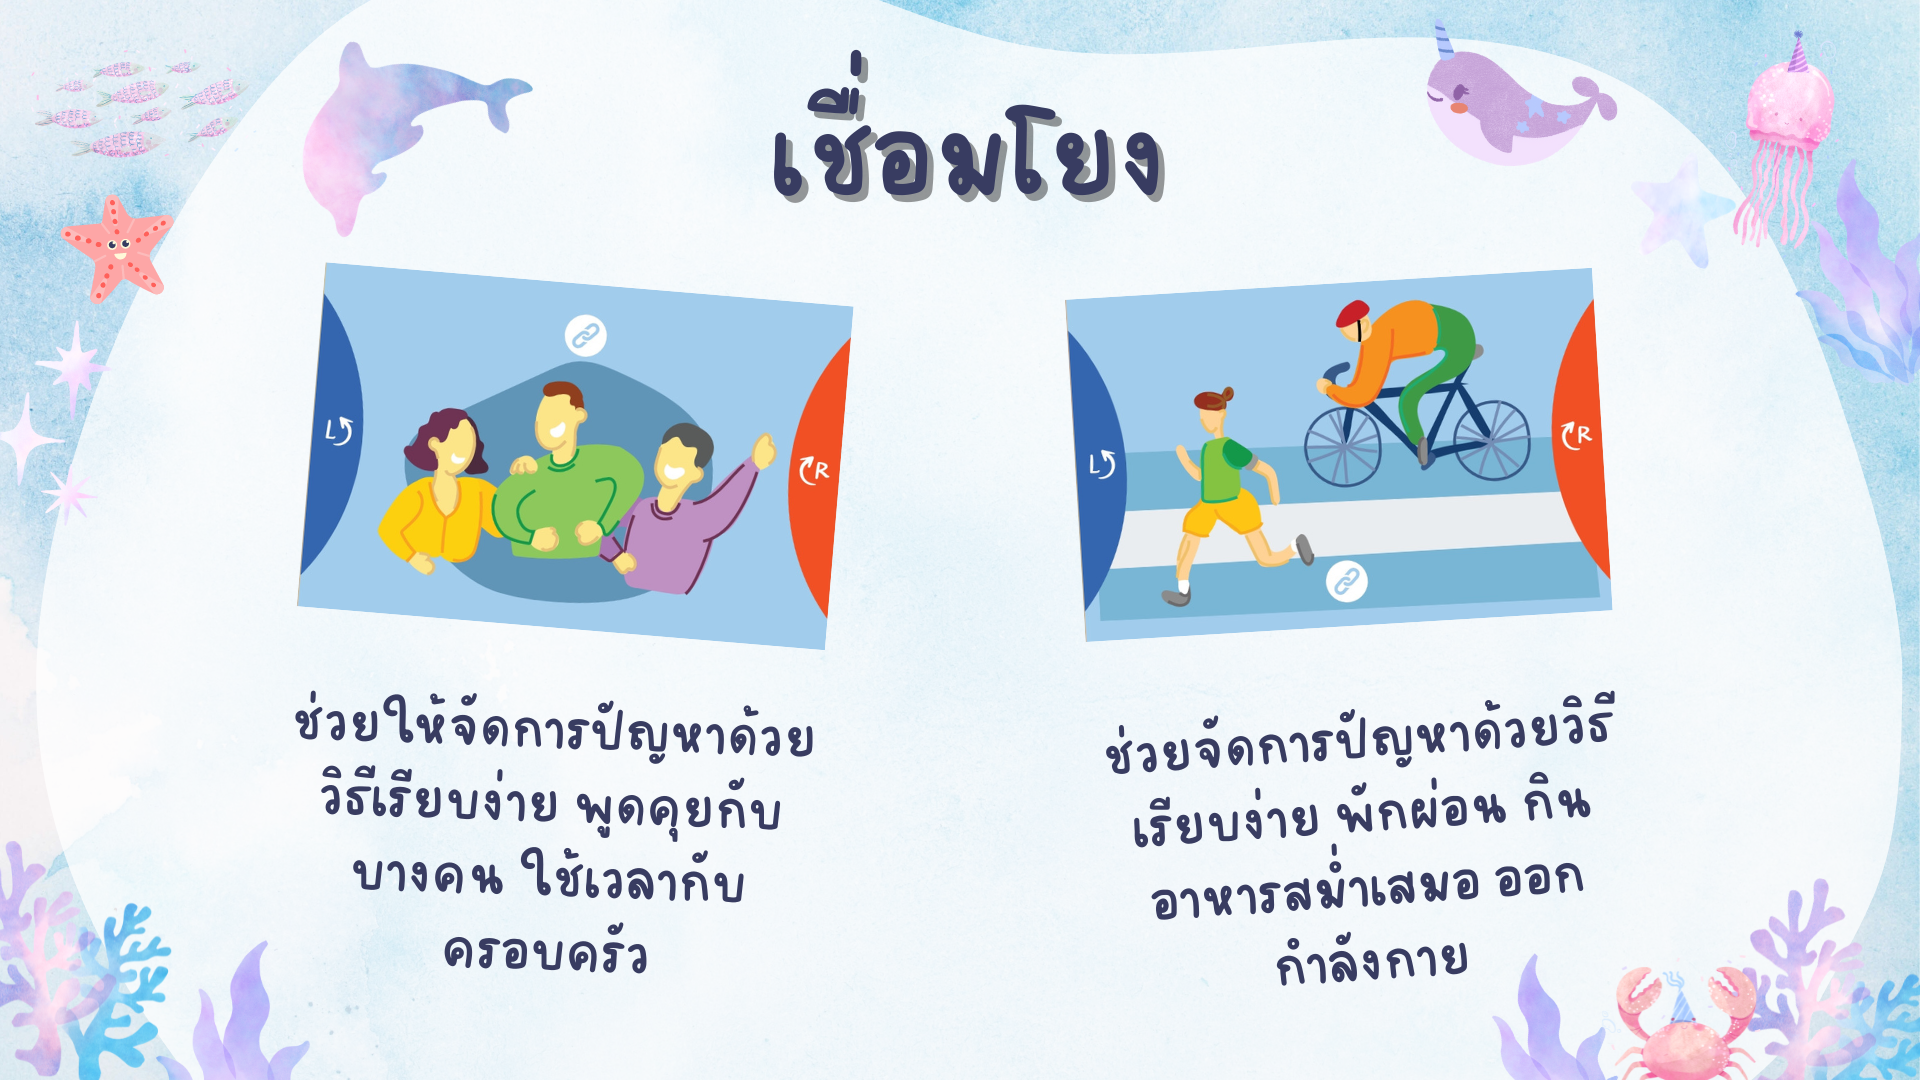 เชื่อมโยง
L
R
L
R
ช่วยให้จัดการปัญหาด้วย
วิธีเรียบง่าย พูดคุยกับ
บางคน ใช้เวลากับ
ครอบครัว
ช่วยจัดการปัญหาด้วยวิธี
เรียบง่าย พักผ่อน กิน
อาหารสม่ำเสมอ ออก
กำลังกาย